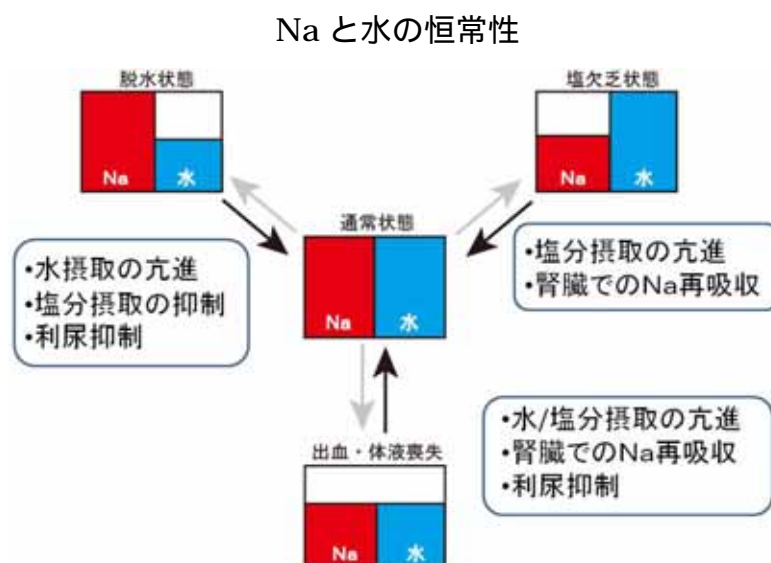 Na と水の恒常性
脱水状態
Na 水
塩欠乏状態
Na 水
•水摂取の亢進
•塩分摂取の抑制
•利尿抑制
通常状態
Na 水
•塩分摂取の亢進
•腎臓でのNa再吸収
出血・体液喪失
Na 水
•水/塩分摂取の亢進
•腎臓でのNa再吸収
•利尿抑制